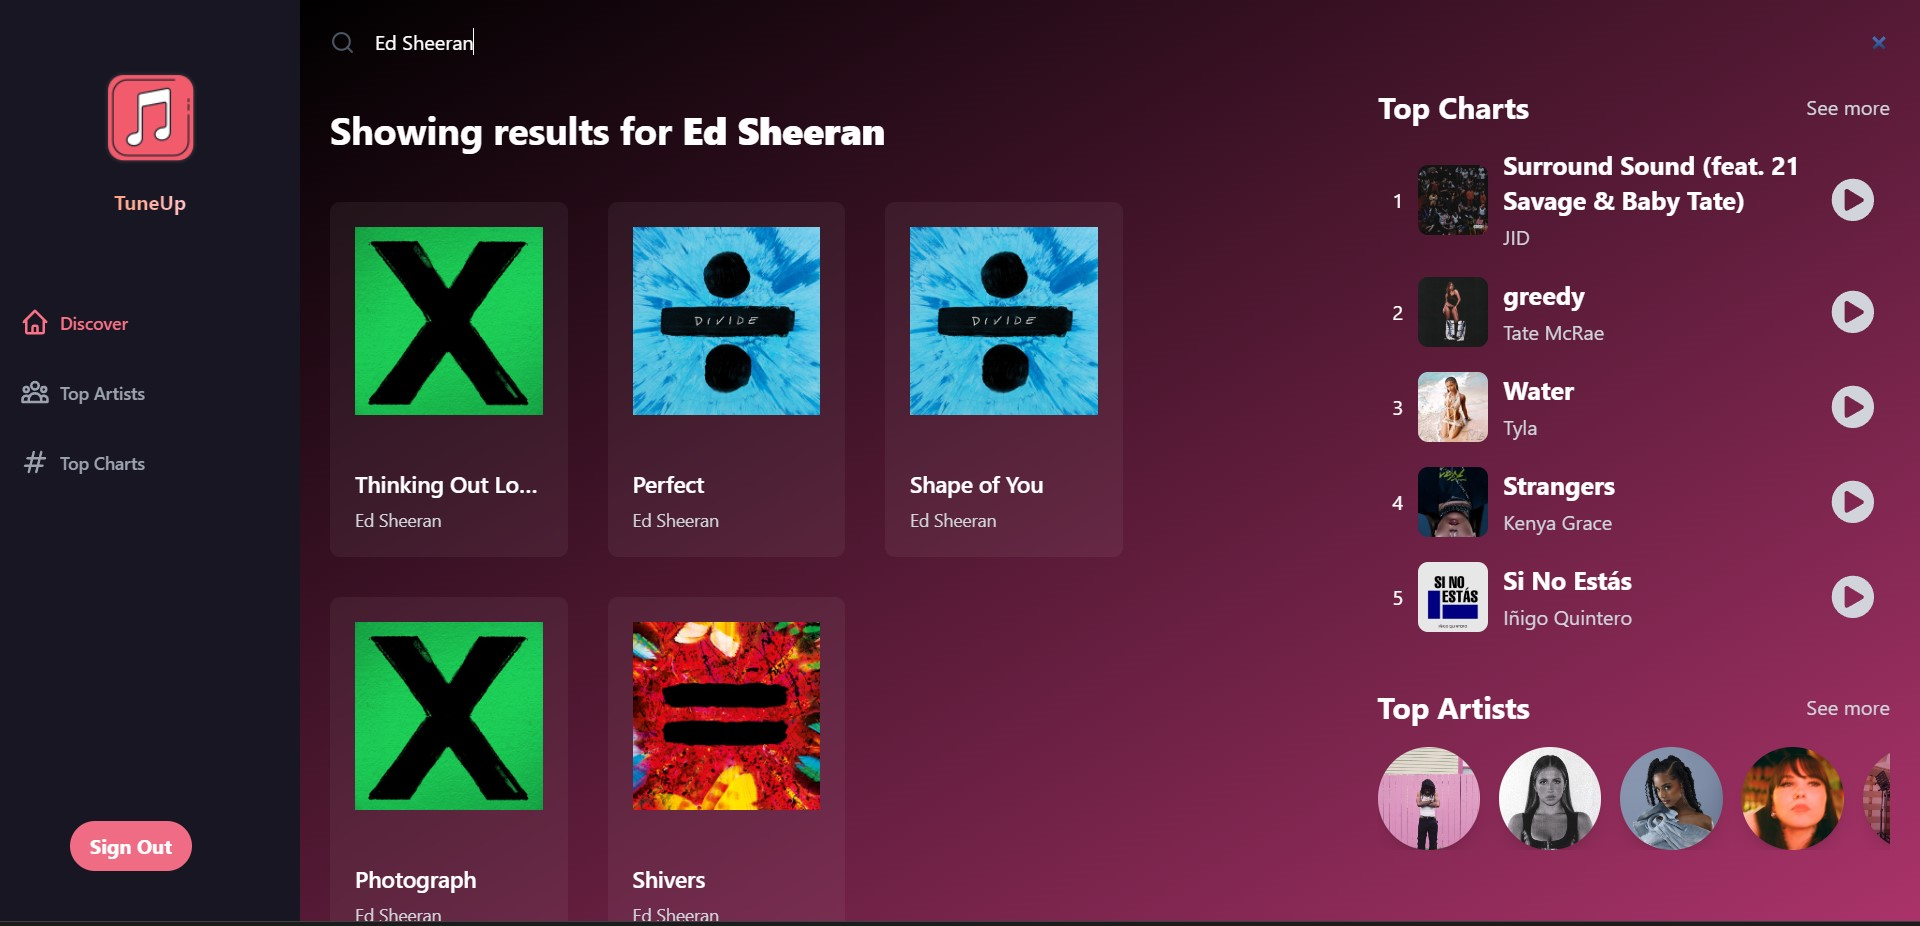 TuneUp
Discover
Top Artists
Top Charts
Sign Out
Ed Sheeran
Showing results for Ed Sheeran
Thinking Out Lo...
Ed Sheeran
DIVIDE
Perfect
Ed Sheeran
DIVIDE
Shape of You
Ed Sheeran
Photograph
Ed Sheeran
Shivers
Ed Sheeran
Top Charts
See more
1
Surround Sound (feat. 21
Savage & Baby Tate)
JID
2
greedy
Tate McRae
3
Water
Tyla
4
Strangers
Kenya Grace
5
SI NO
ESTÁS
IÑIGO QUINTERO
Si No Estás
Iñigo Quintero
Top Artists
See more